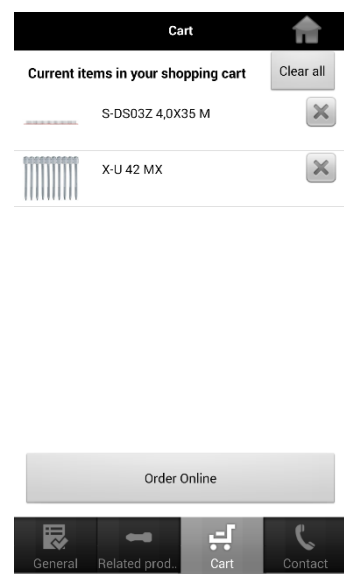 Cart
Current items in your shopping cart
Clear all
S-DS03Z 4,0X35 M
X-U 42 MX
Order Online
General
Related prod..
Cart
Contact